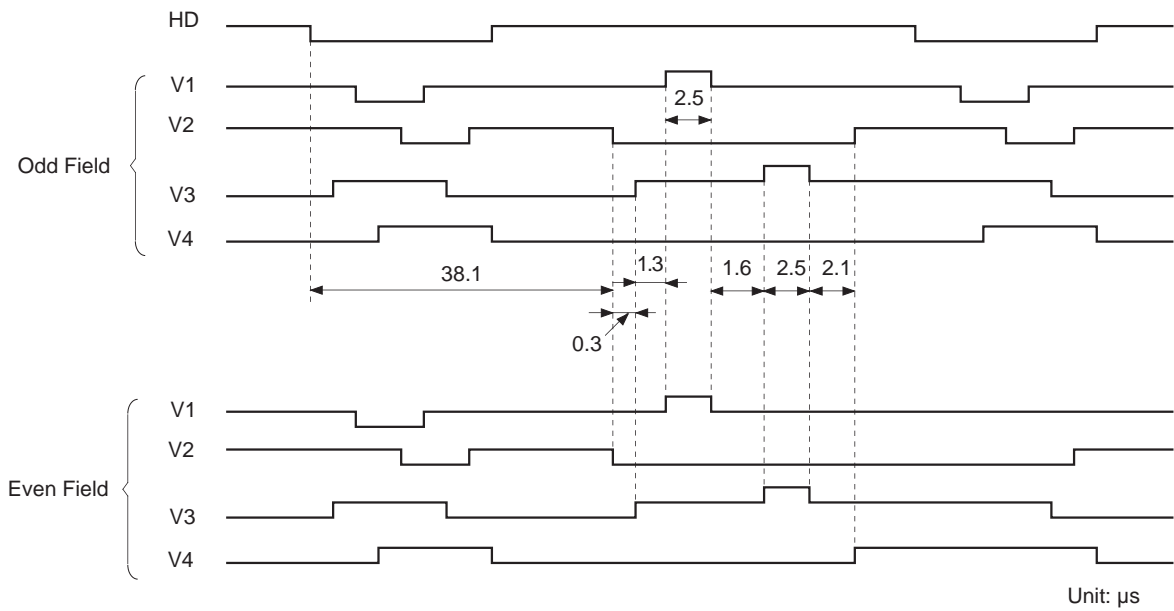 HD
Odd Field
V1
2.5
V2
V3
V4
38.1
1.3
1.6
2.5
2.1
0.3
Even Field
V1
V2
V3
V4
Unit: μs